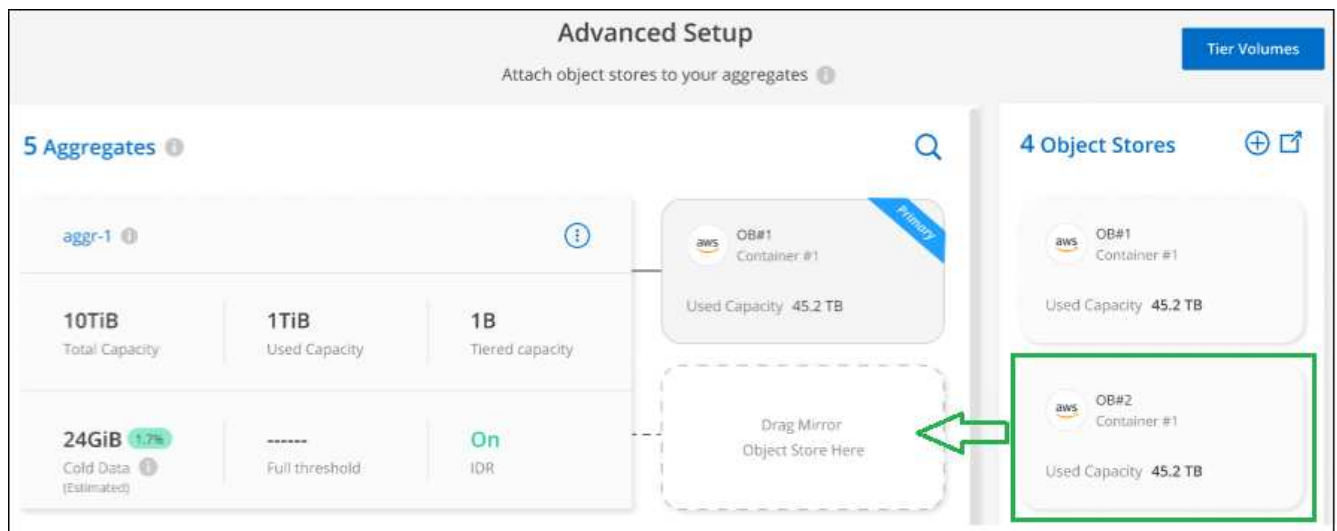 Advanced Setup
Tier Volumes
Attach object stores to your aggregates i
5 Aggregates i
4 Object Stores
aggr-1 i
Primary
aws OB#1
Container #1
Used Capacity 45.2 TB
10TiB 1TiB 1B
Total Capacity Used Capacity Tiered capacity
24GiB 1.7% ------ On
Cold Data i Full threshold IDR
(Estimated)
Drag Mirror
Object Store Here
aws OB#1
Container #1
Used Capacity 45.2 TB
aws OB#2
Container #1
Used Capacity 45.2 TB